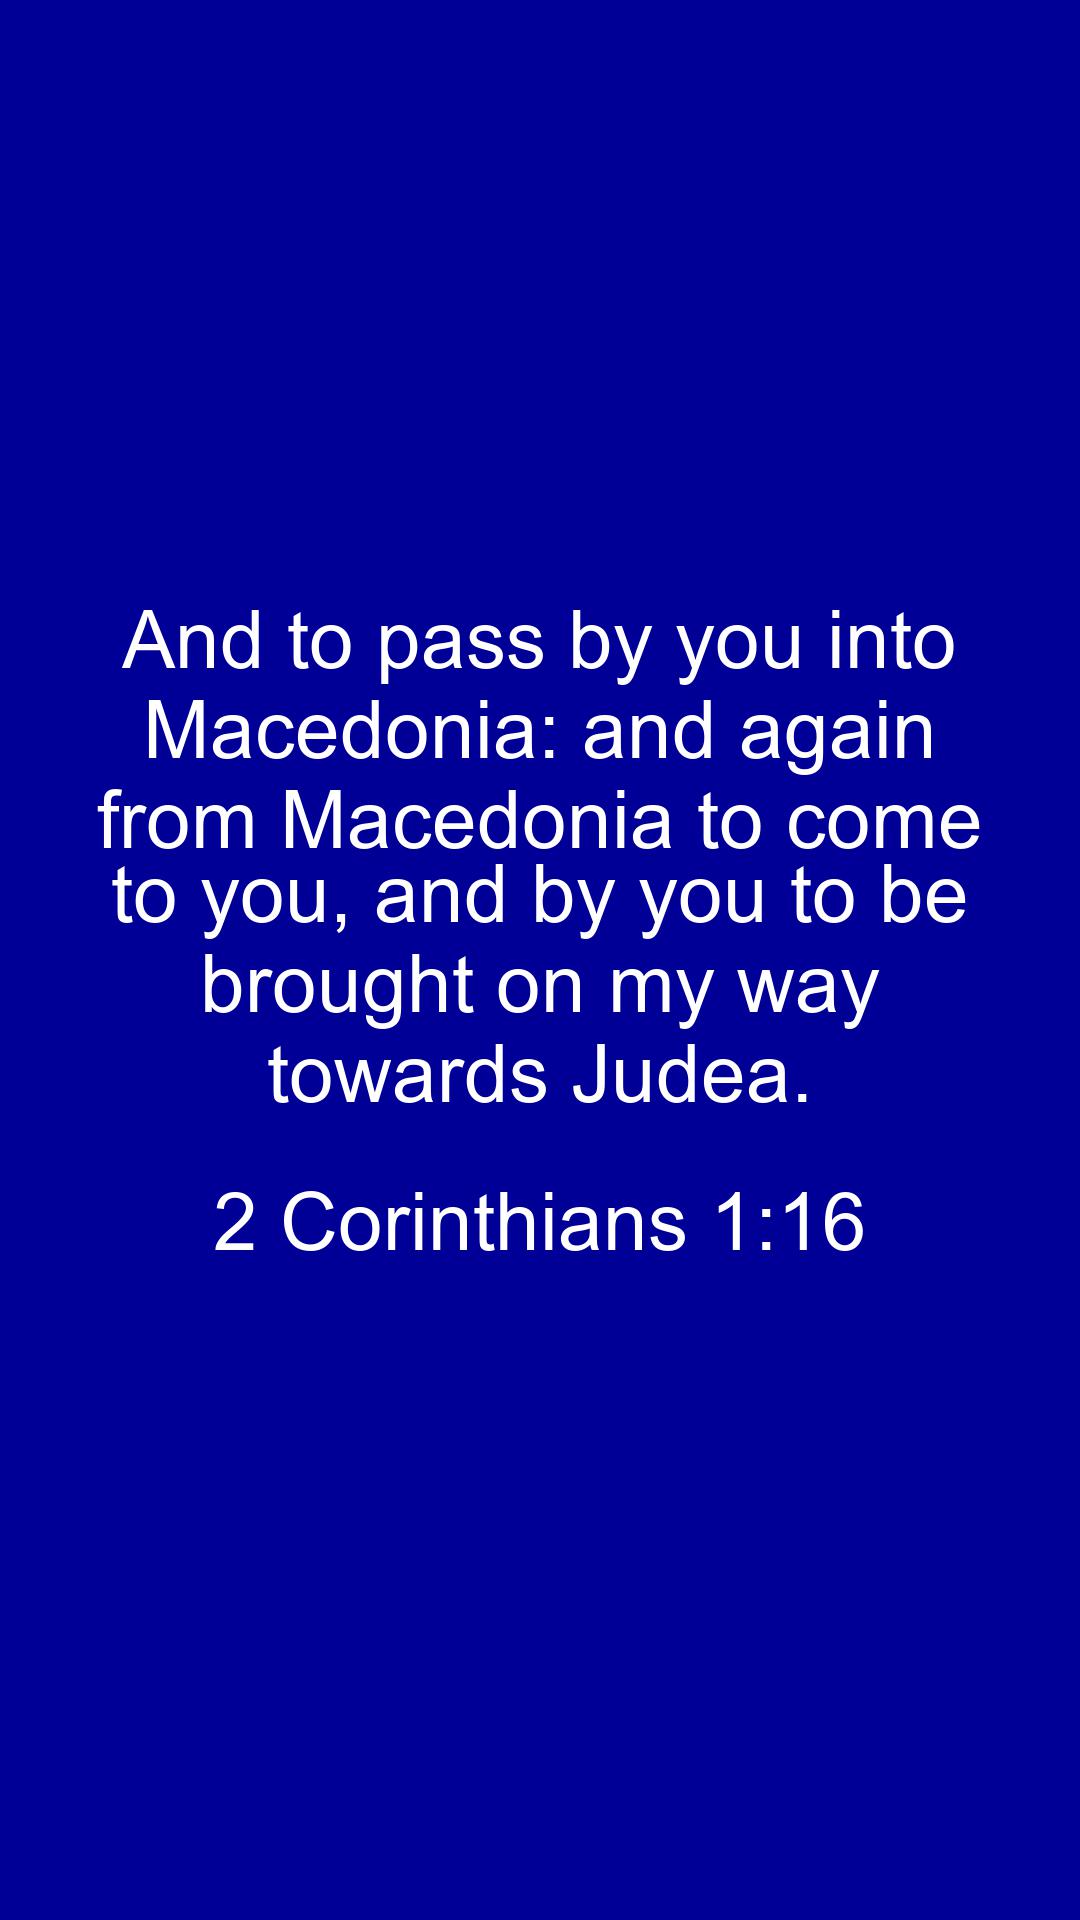 And to pass by you into
Macedonia: and again
from Macedonia to come
to you, and by you to be
brought on my way
towards Judea.
2 Corinthians 1:16